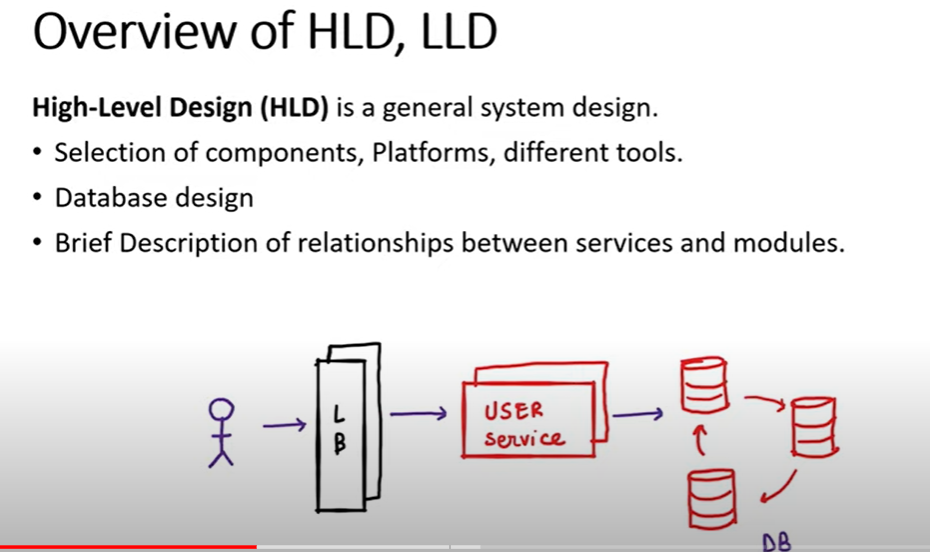 Overview of HLD, LLD
High-Level Design (HLD) is a general system design.
• Selection of components, Platforms, different tools.
• Database design
• Brief Description of relationships between services and modules.
L
B
USER
service
DB